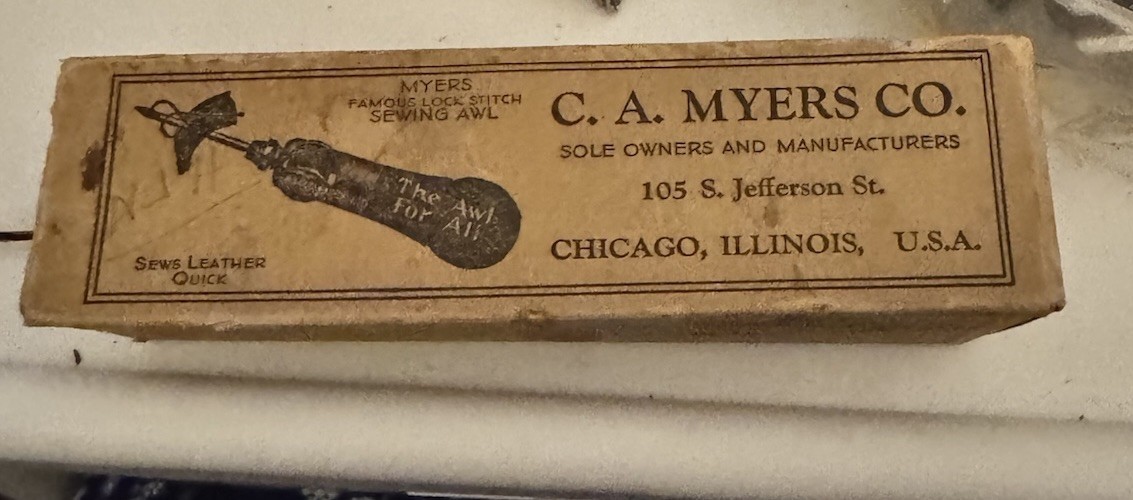 MYERS
FAMOUS LOCK STITCH
SEWING AWL
The Awl
For All
SEWS LEATHER
QUICK
C. A. MYERS CO.
SOLE OWNERS AND MANUFACTURERS
105 S. Jefferson St.
CHICAGO, ILLINOIS, U.S.A.